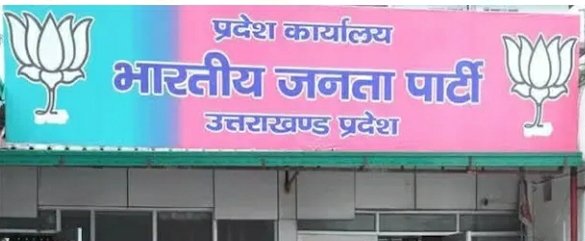 प्रदेश कार्यालय
भारतीय जनता पार्टी
उत्तराखण्ड प्रदेश